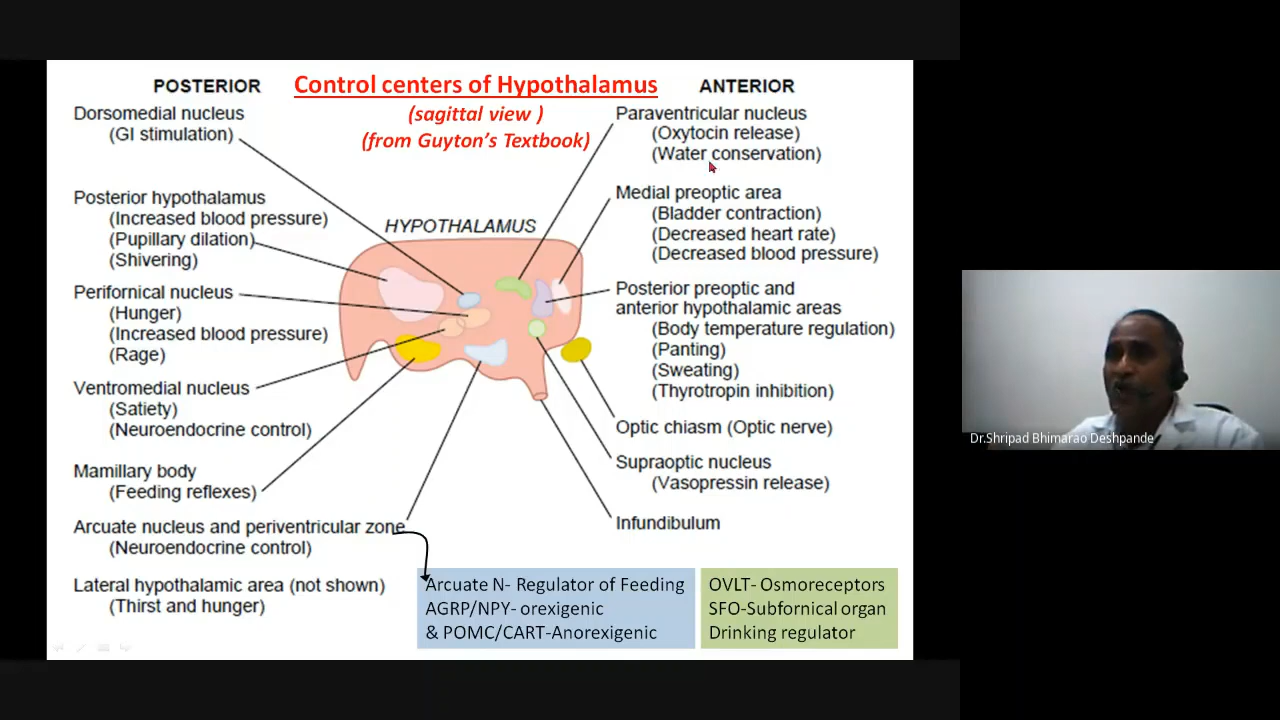 POSTERIOR
Control centers of Hypothalamus
(sagittal view )
(from Guyton's Textbook)
ANTERIOR
Dorsomedial nucleus
(GI stimulation)
Posterior hypothalamus
(Increased blood pressure)
(Pupillary dilation)
(Shivering)
Perifornical nucleus
(Hunger)
(Increased blood pressure)
(Rage)
Ventromedial nucleus
(Satiety)
(Neuroendocrine control)
Mamillary body
(Feeding reflexes)
Arcuate nucleus and periventricular zone
(Neuroendocrine control)
Lateral hypothalamic area (not shown)
(Thirst and hunger)
HYPOTHALAMUS
Paraventricular nucleus
(Oxytocin release)
(Water conservation)
Medial preoptic area
(Bladder contraction)
(Decreased heart rate)
(Decreased blood pressure)
Posterior preoptic and
anterior hypothalamic areas
(Body temperature regulation)
(Panting)
(Sweating)
(Thyrotropin inhibition)
Optic chiasm (Optic nerve)
Supraoptic nucleus
(Vasopressin release)
Infundibulum
Arcuate N- Regulator of Feeding
AGRP/NPY- orexigenic
& POMC/CART-Anorexigenic
OVLT- Osmoreceptors
SFO-Subfornical organ
Drinking regulator
Dr.Shripad Bhimarao Deshpande